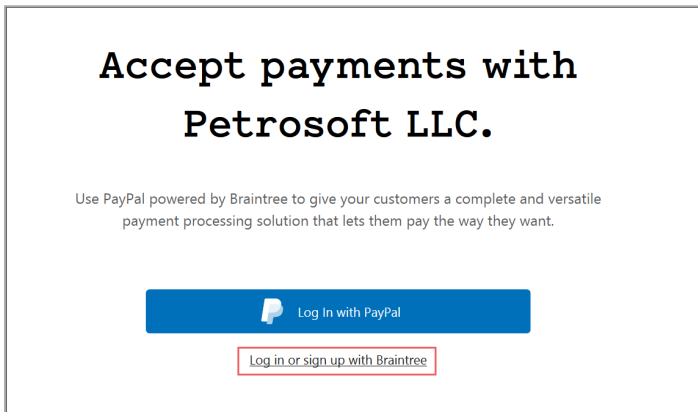 Accept payments with
Petrosoft LLC.
Use PayPal powered by Braintree to give your customers a complete and versatile
payment processing solution that lets them pay the way they want.
Log In with PayPal
Log in or sign up with Braintree